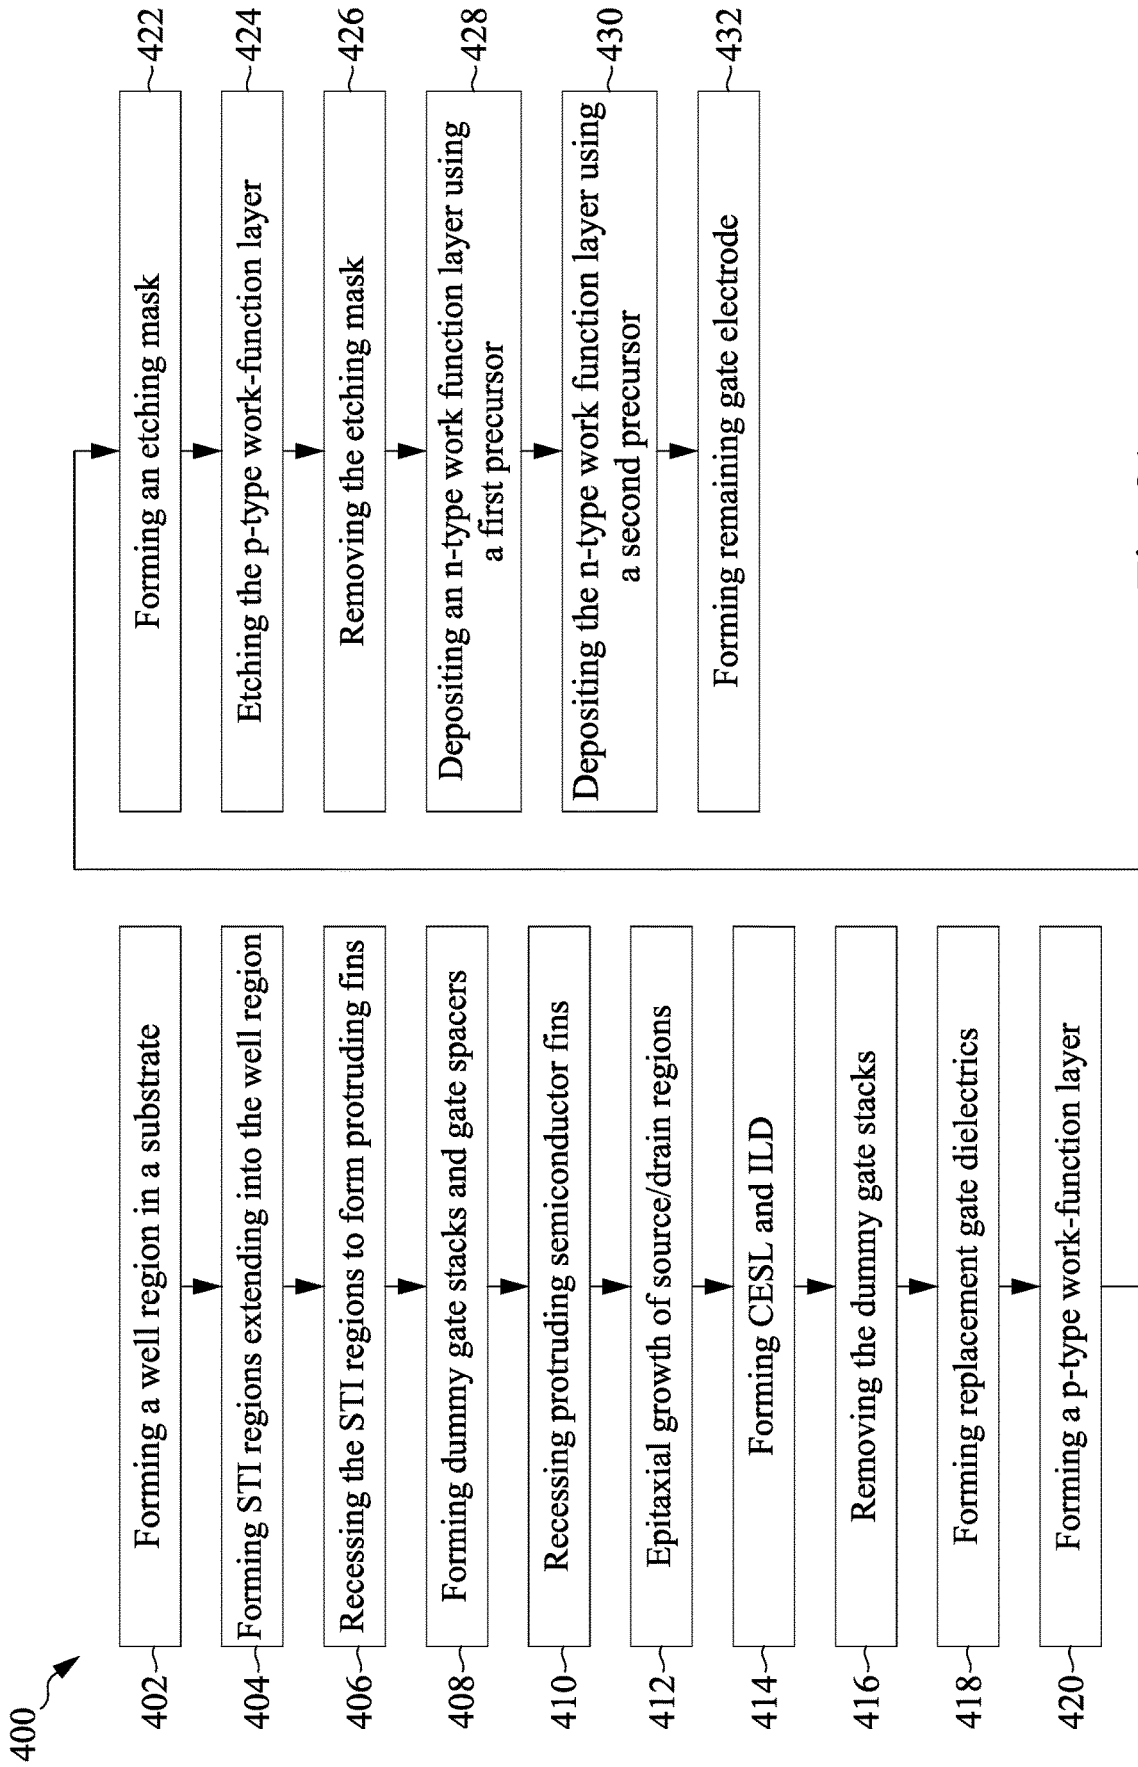 400
402
Forming a well region in a substrate
404
Forming STI regions extending into the well region
406
Recessing the STI regions to form protruding fins
408
Forming dummy gate stacks and gate spacers
410
Recessing protruding semiconductor fins
412
Epitaxial growth of source/drain regions
414
Forming CESL and ILD
416
Removing the dummy gate stacks
418
Forming replacement gate dielectrics
420
Forming a p-type work-function layer
Forming an etching mask
422
Etching the p-type work-function layer
424
Removing the etching mask
426
Depositing an n-type work function layer using
a first precursor
428
Depositing the n-type work function layer using
a second precursor
430
Forming remaining gate electrode
432